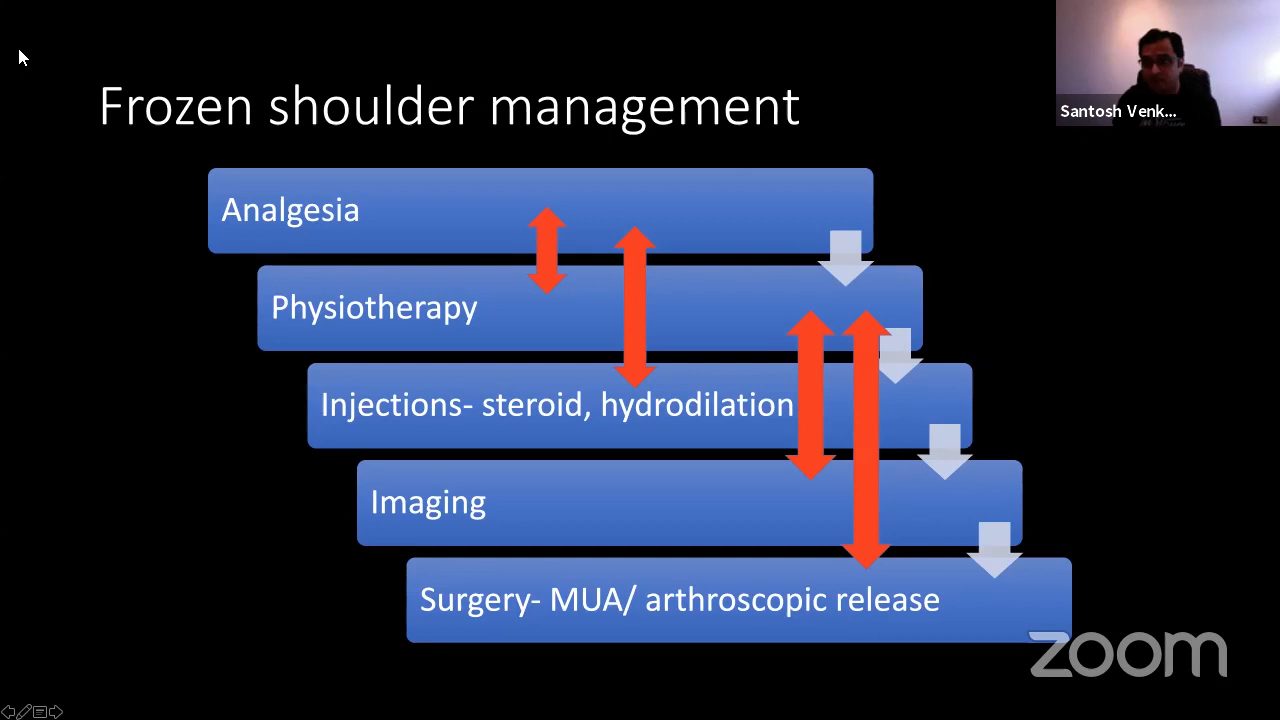 Frozen shoulder management
Santosh Venk...
Analgesia
Physiotherapy
Injections- steroid, hydrodilation
Imaging
Surgery- MUA/ arthroscopic release
zoom